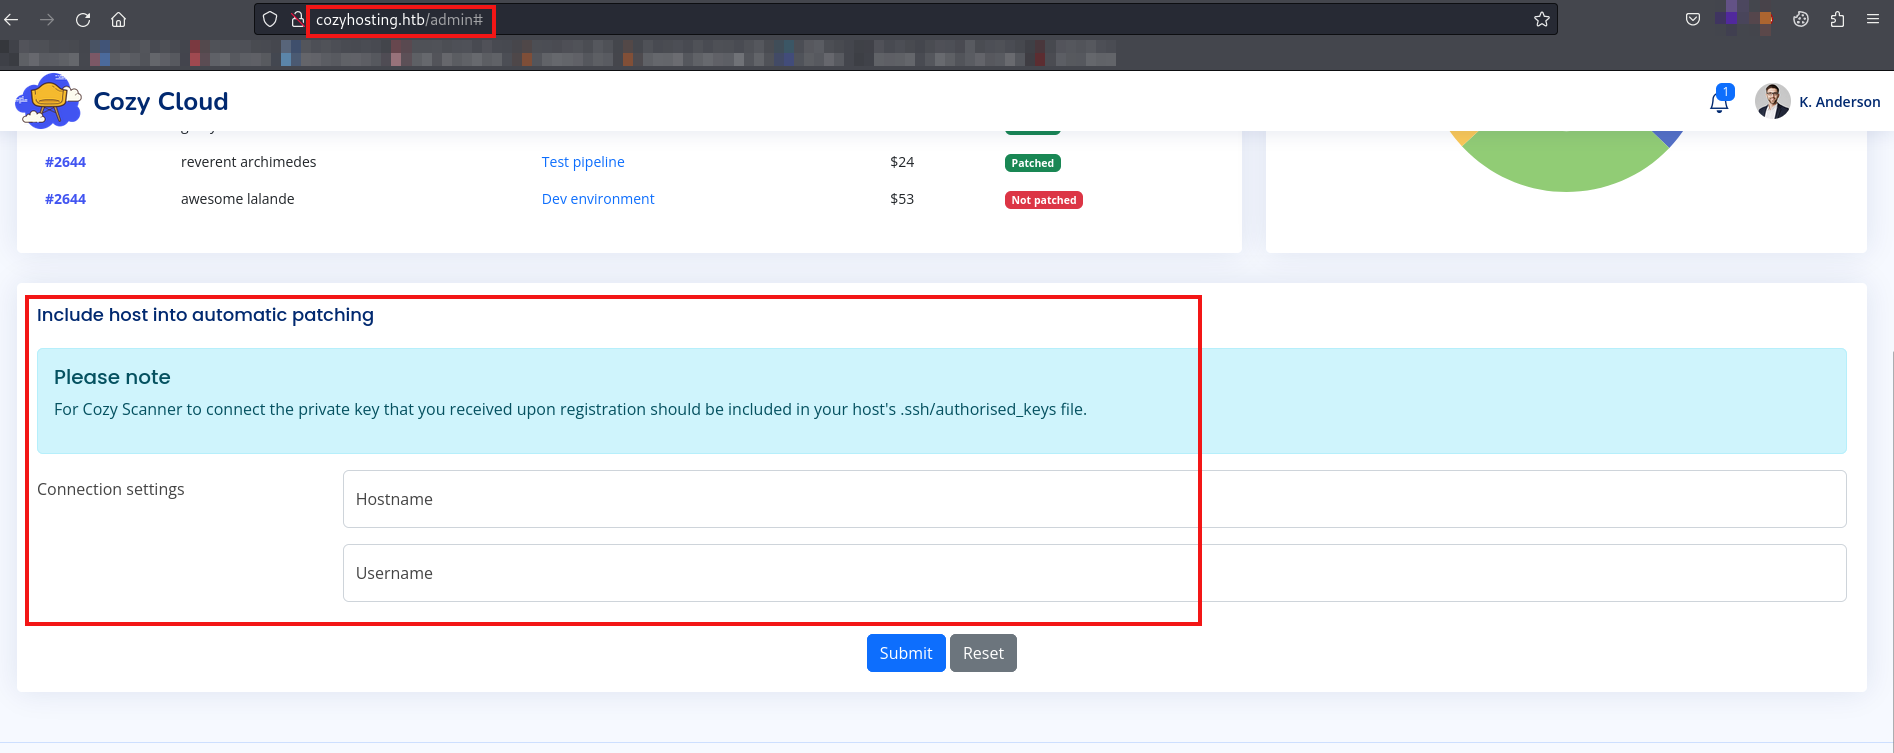 cozyhosting.htb/admin#
Cozy Cloud
1
K. Anderson
#2644 reverent archimedes Test pipeline $24 Patched
#2644 awesome lalande Dev environment $53 Not patched
Include host into automatic patching
Please note
For Cozy Scanner to connect the private key that you received upon registration should be included in your host's .ssh/authorised_keys file.
Connection settings
Hostname
Username
Submit Reset